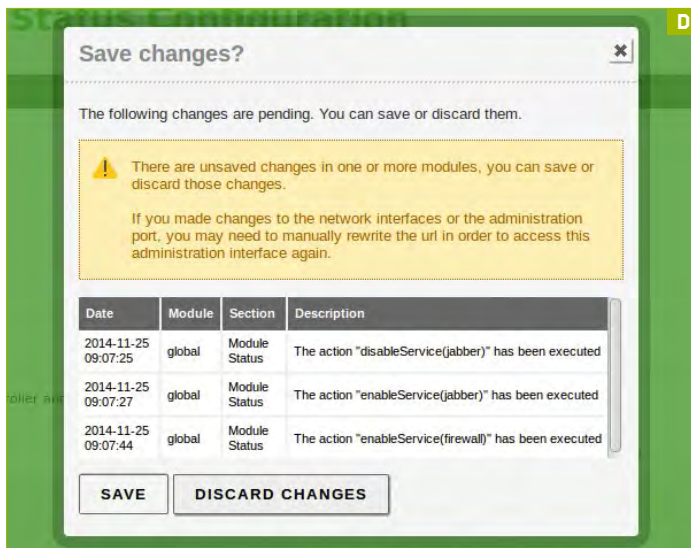 Status Configuration
D
Save changes?
The following changes are pending. You can save or discard them.
There are unsaved changes in one or more modules, you can save or
discard those changes.
If you made changes to the network interfaces or the administration
port, you may need to manually rewrite the url in order to access this
administration interface again.
Date Module Section Description
2014-11-25
09:07:25 global Module
Status The action "disableService(jabber)" has been executed
2014-11-25
09:07:27 global Module
Status The action "enableService(jabber)" has been executed
2014-11-25
09:07:44 global Module
Status The action "enableService(firewall)" has been executed
SAVE DISCARD CHANGES